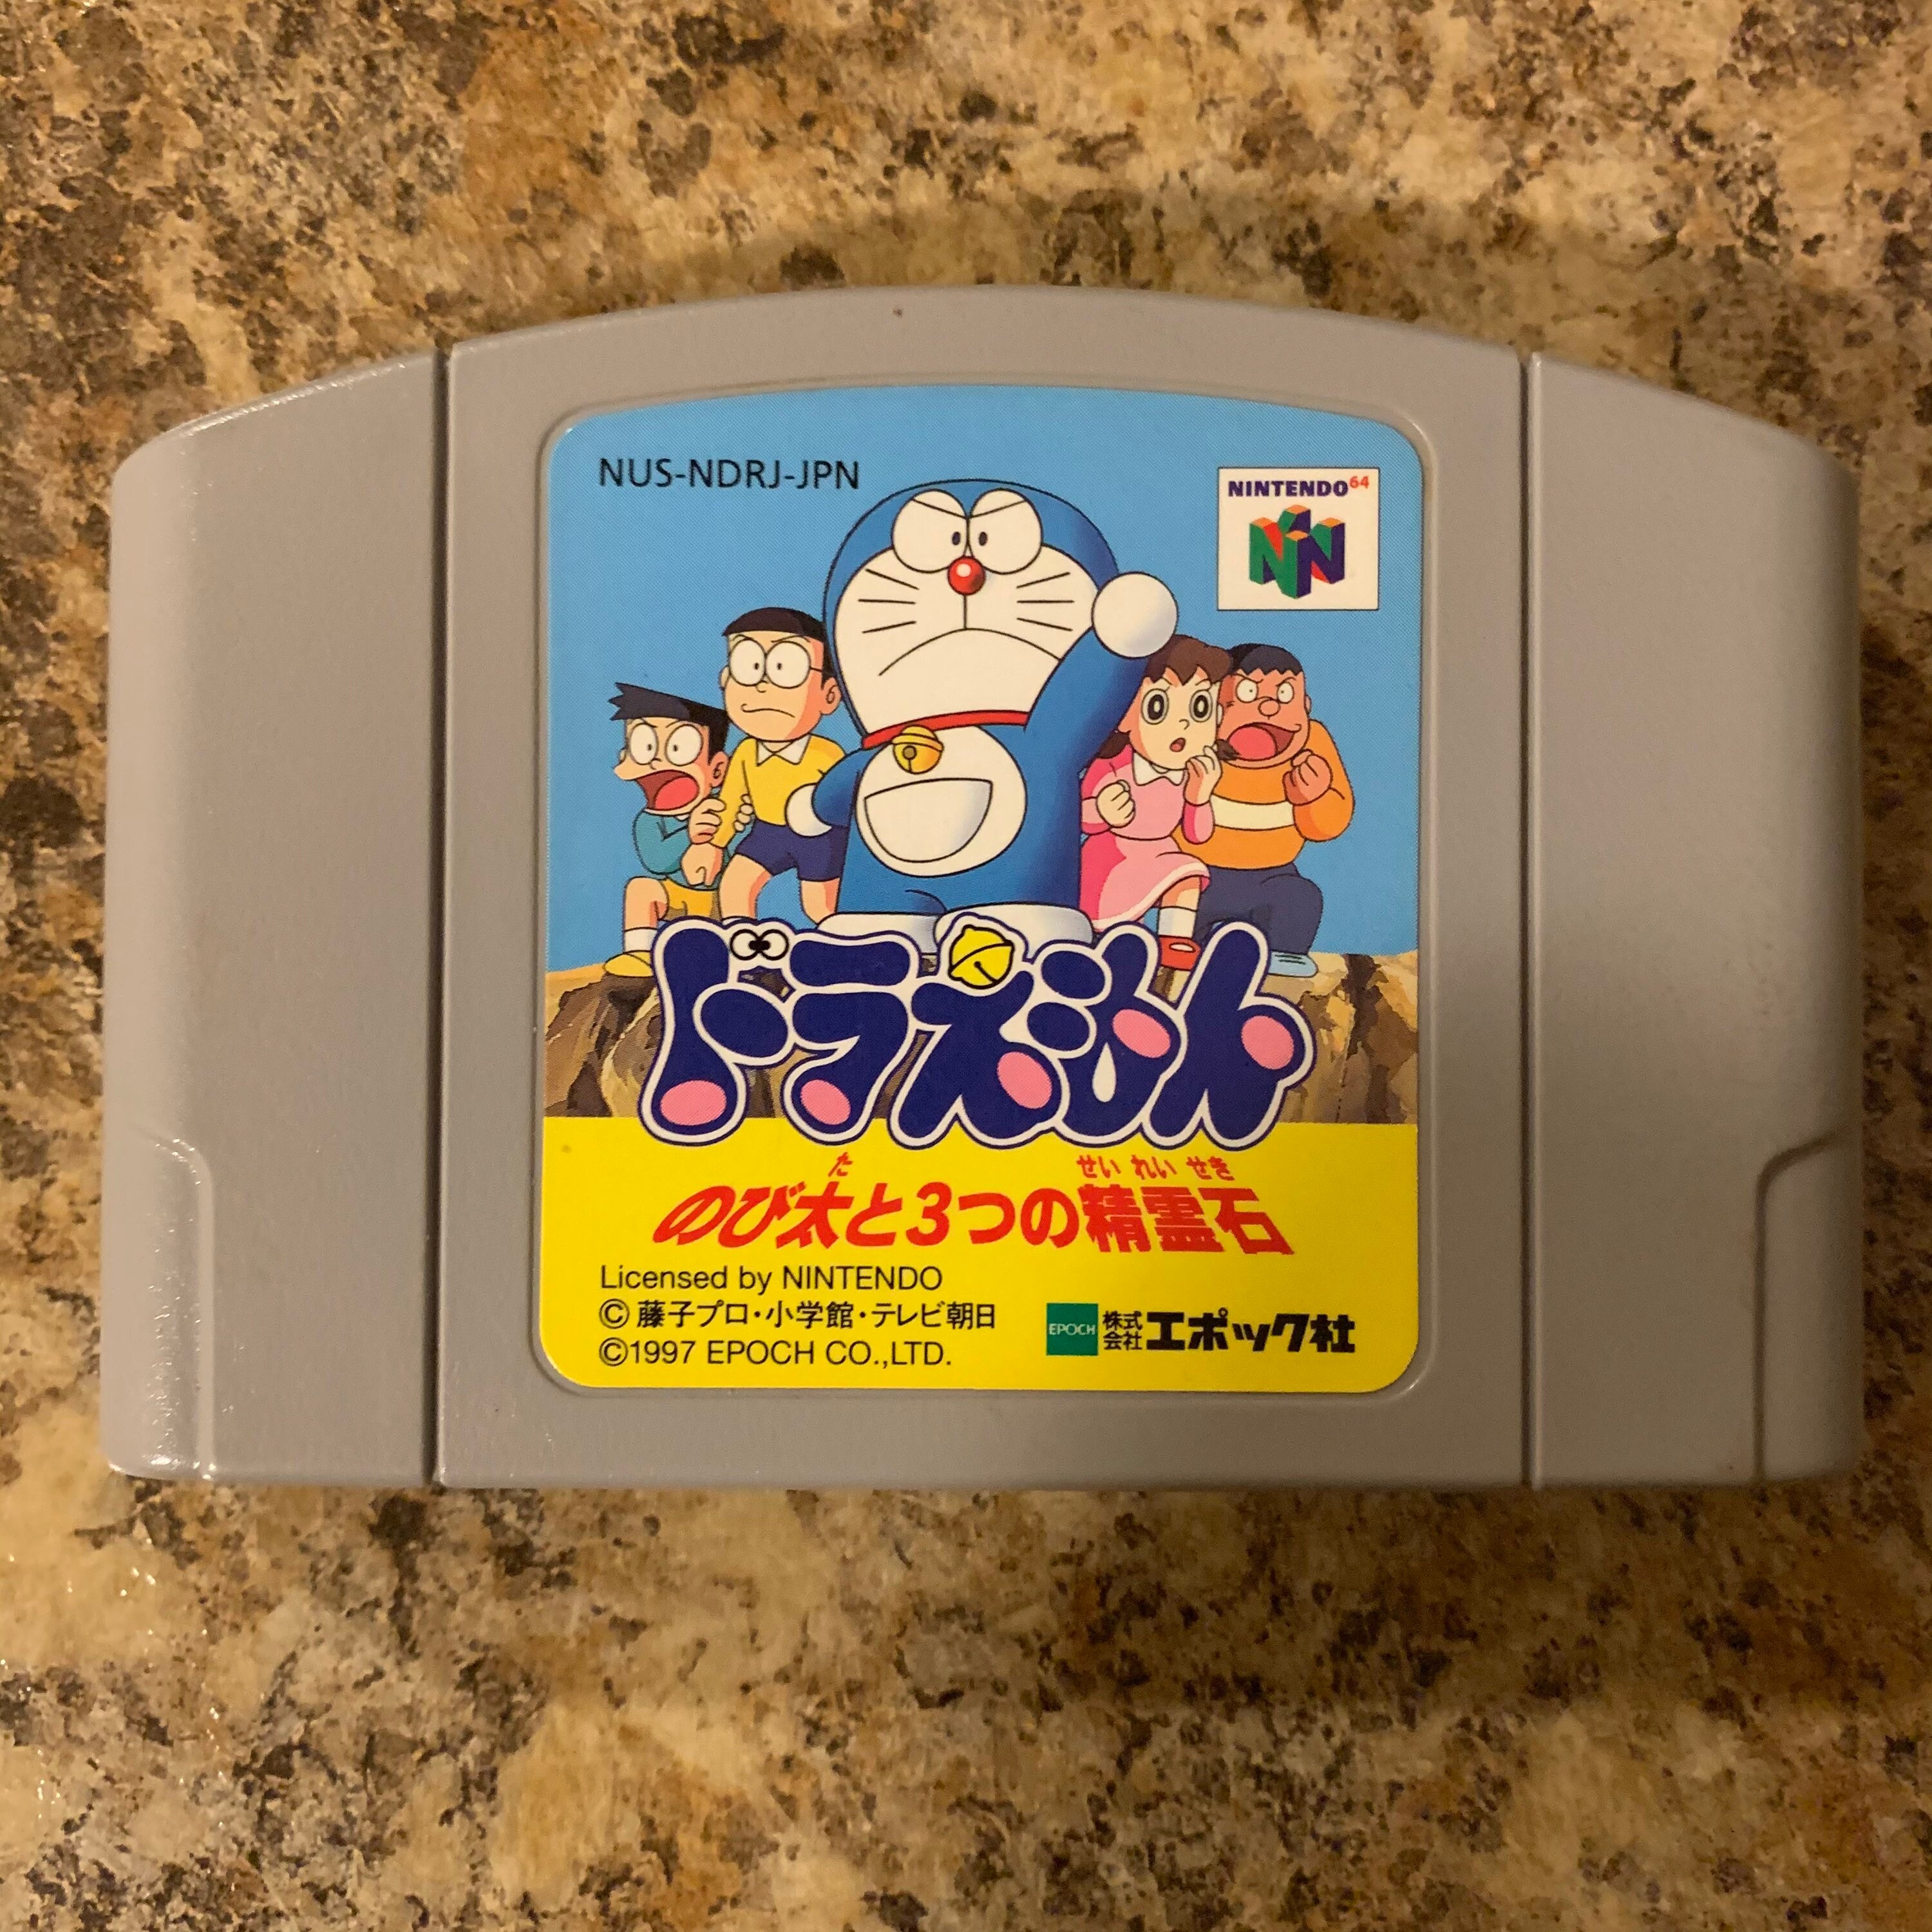 NUS-NDRJ-JPN
NINTENDO64
ドラえもん
た せいれいせき
のび太と3つの精霊石
Licensed by NINTENDO
© 藤子プロ・小学館・テレビ朝日
©1997 EPOCH CO.,LTD.
EPOCH 株式会社 エポック社